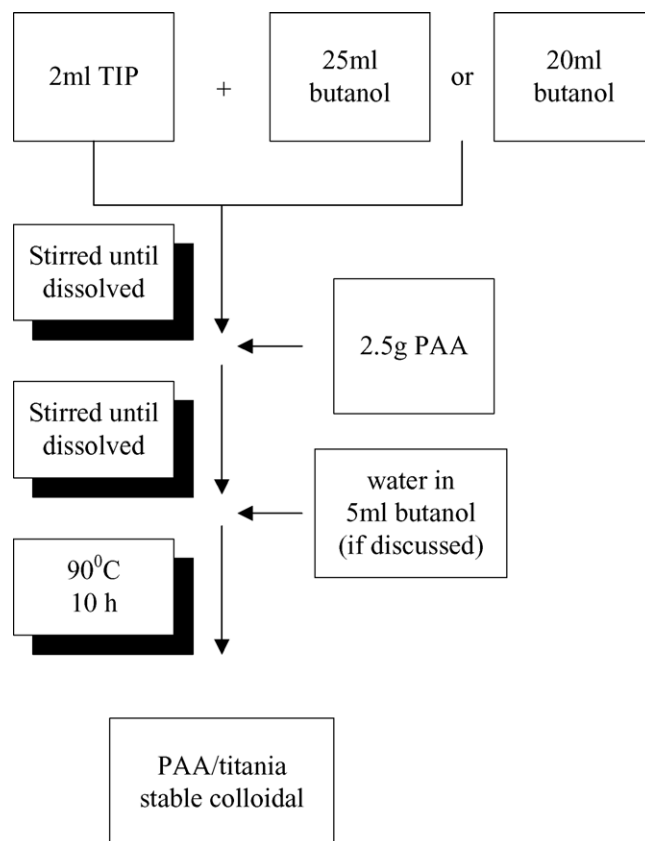 2ml TIP
+
25ml
butanol
or
20ml
butanol
Stirred until
dissolved
2.5g PAA
Stirred until
dissolved
water in
5ml butanol
(if discussed)
90⁰C
10 h
PAA/titania
stable colloidal